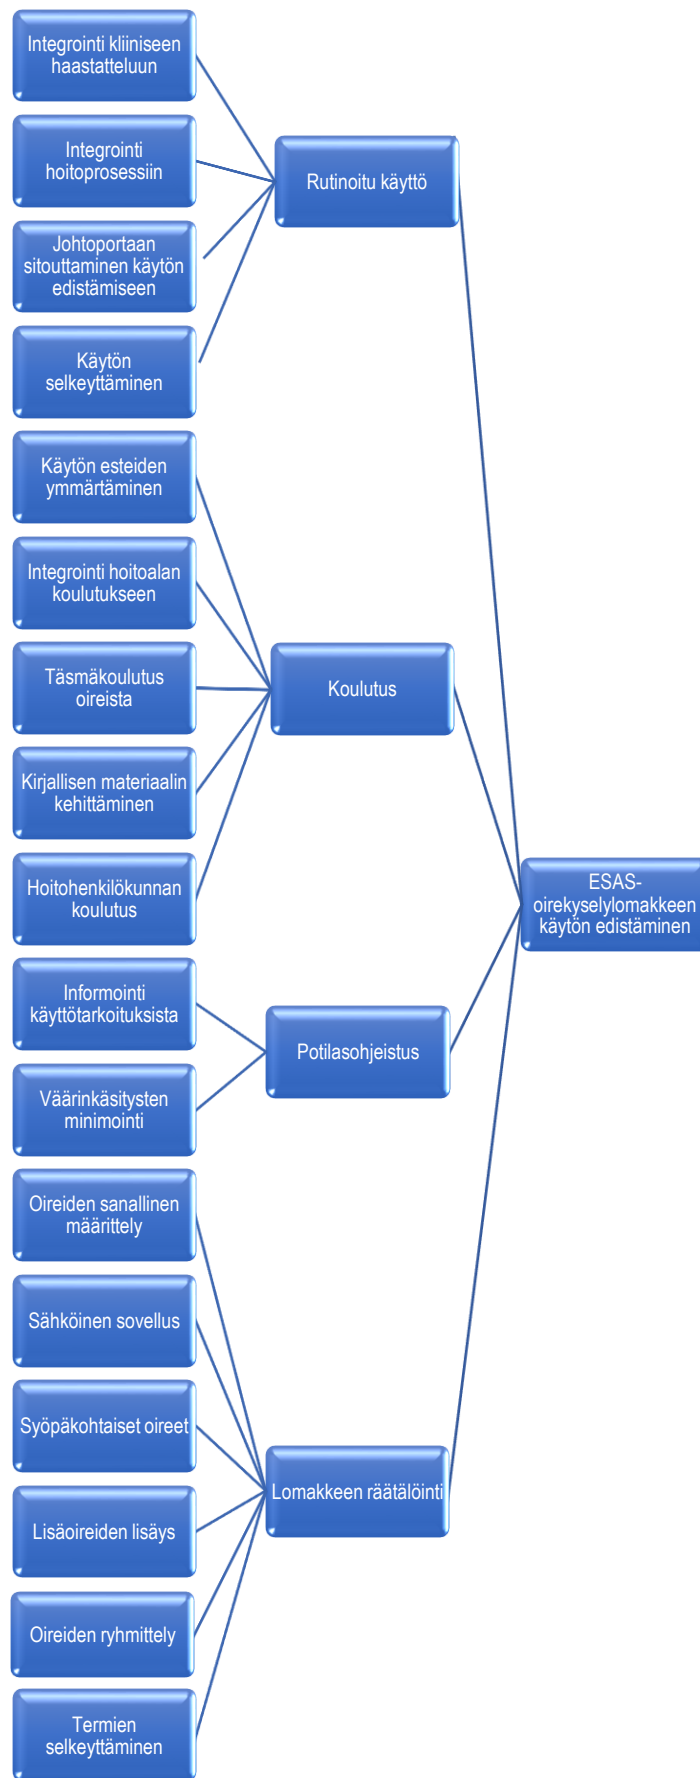 Integrointi kliiniseen
haastatteluun
Integrointi
hoitoprosessiin
Johtoportaan
sitouttaminen käytön
edistämiseen
Käytön
selkeyttäminen
Rutinoitu käyttö
Käytön esteiden
ymmärtäminen
Integrointi hoitoalan
koulutukseen
Täsmäkoulutus
oireista
Kirjallisen materiaalin
kehittäminen
Hoitohenkilökunnan
koulutus
Koulutus
Informointi
käyttötarkoituksista
Väärinkäsitysten
minimointi
Potilasohjeistus
Oireiden sanallinen
määrittely
Sähköinen sovellus
Syöpäkohtaiset oireet
Lisäoireiden lisäys
Oireiden ryhmittely
Termien
selkeyttäminen
Lomakkeen räätälöinti
ESAS-
oirekyselylomakkeen
käytön edistäminen